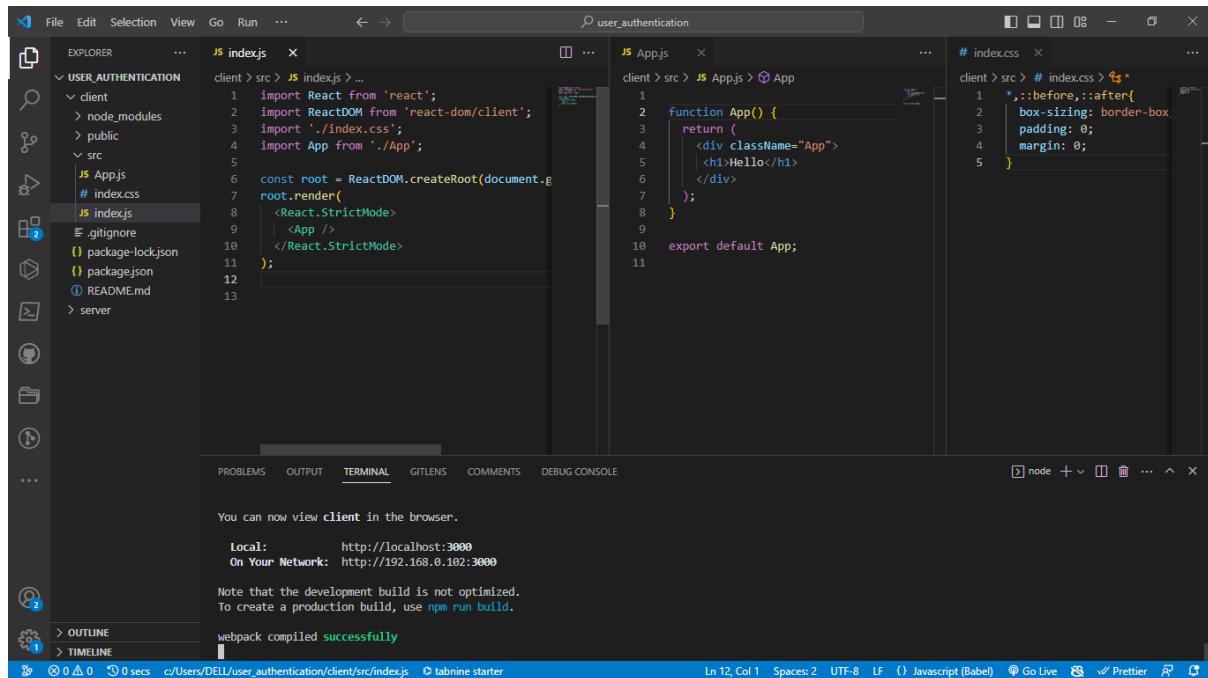 File Edit Selection View Go Run ··· user_authentication
EXPLORER
USER_AUTHENTICATION
client
node_modules
public
src
JS App.js
# index.css
JS index.js
.gitignore
{} package-lock.json
{} package.json
README.md
server
OUTLINE
TIMELINE
2
2
1
JS index.js
client > src > JS index.js > ...
1 import React from 'react';
2 import ReactDOM from 'react-dom/client';
3 import './index.css';
4 import App from './App';
5
6 const root = ReactDOM.createRoot(document.g
7 root.render(
8 <React.StrictMode>
9 <App />
10 </React.StrictMode>
11 );
12
13
JS App.js
client > src > JS App.js > App
1
2 function App() {
3 return (
4 <div className="App">
5 <h1>Hello</h1>
6 </div>
7 );
8 }
9
10 export default App;
11
# index.css
client > src > # index.css > *
1 *,::before,::after{
2 box-sizing: border-box
3 padding: 0;
4 margin: 0;
5 }
PROBLEMS OUTPUT TERMINAL GITLENS COMMENTS DEBUG CONSOLE node
You can now view client in the browser.
Local: http://localhost:3000
On Your Network: http://192.168.0.102:3000
Note that the development build is not optimized.
To create a production build, use npm run build.
webpack compiled successfully
0 0 0 secs c:/Users/DELL/user_authentication/client/src/index.js tabnine starter Ln 12, Col 1 Spaces: 2 UTF-8 LF {} Javascript (Babel) Go Live Prettier